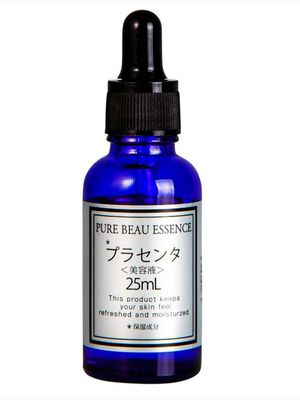 PURE BEAU ESSENCE
*プラセンタ
<美容液>
25mL
This product keeps
your skin feel
refreshed and moisturzed
*保湿成分